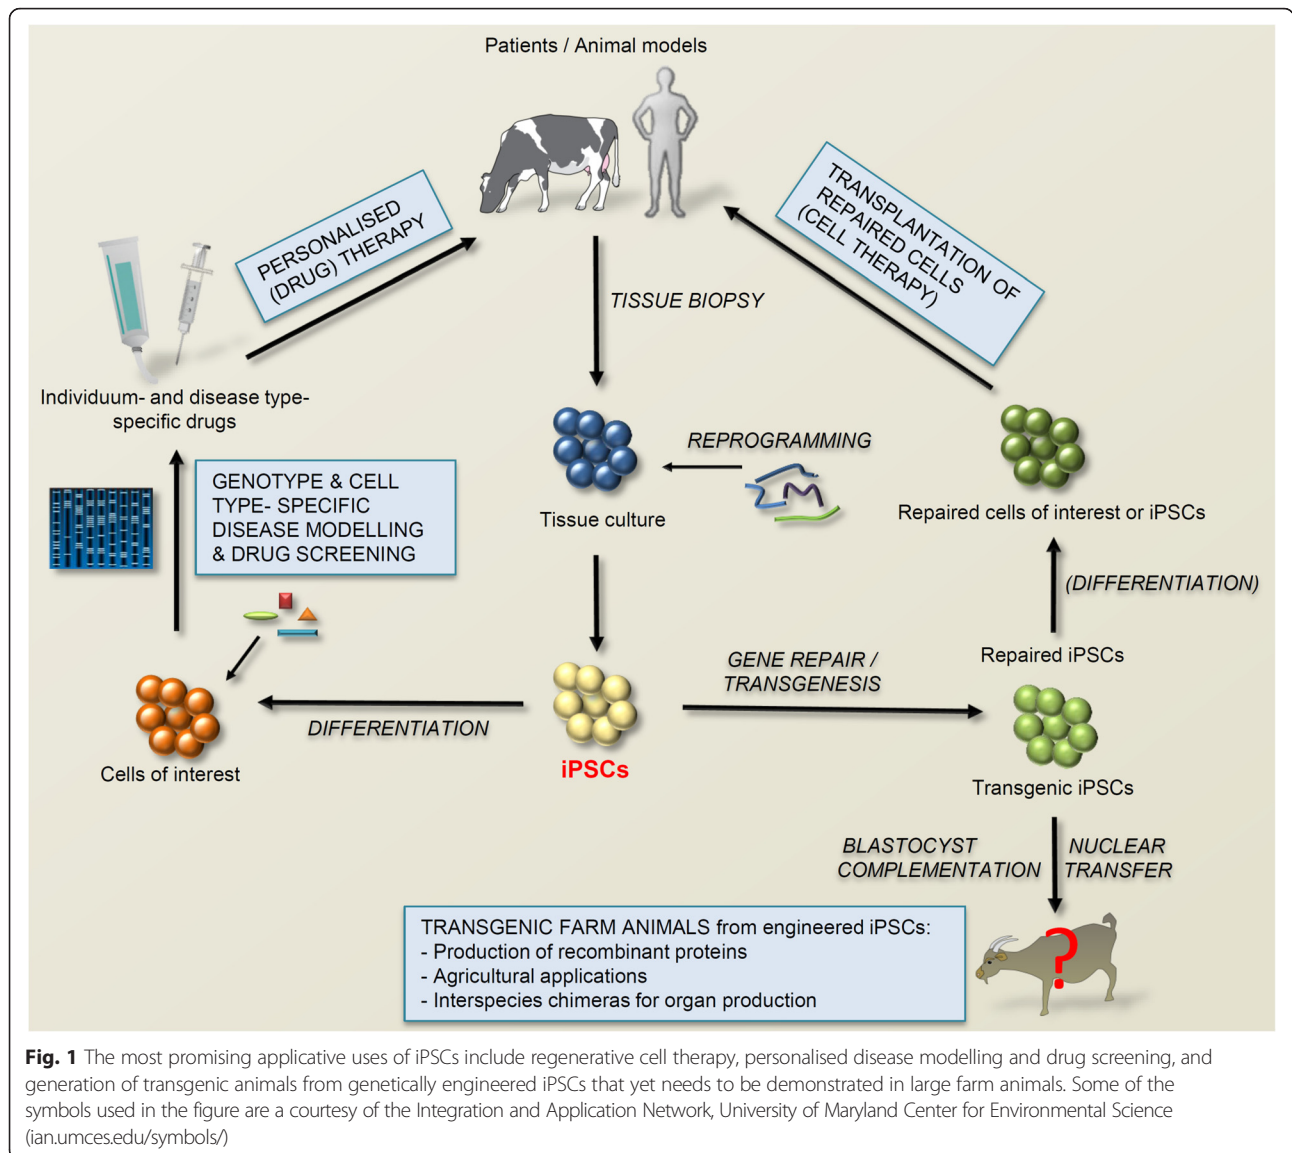 Patients / Animal models
PERSONALISED
(DRUG) THERAPY
TRANSPLANTATION OF
REPAIRED CELLS
(CELL THERAPY)
TISSUE BIOPSY
Individuum- and disease type-
specific drugs
REPROGRAMMING
GENOTYPE & CELL
TYPE- SPECIFIC
DISEASE MODELLING
& DRUG SCREENING
Tissue culture
Repaired cells of interest or iPSCs
(DIFFERENTIATION)
Repaired iPSCs
GENE REPAIR /
TRANSGENESIS
DIFFERENTIATION
iPSCs
Cells of interest
Transgenic iPSCs
BLASTOCYST
COMPLEMENTATION
NUCLEAR
TRANSFER
TRANSGENIC FARM ANIMALS from engineered iPSCs:
- Production of recombinant proteins
- Agricultural applications
- Interspecies chimeras for organ production
?
Fig. 1 The most promising applicative uses of iPSCs include regenerative cell therapy, personalised disease modelling and drug screening, and
generation of transgenic animals from genetically engineered iPSCs that yet needs to be demonstrated in large farm animals. Some of the
symbols used in the figure are a courtesy of the Integration and Application Network, University of Maryland Center for Environmental Science
(ian.umces.edu/symbols/)